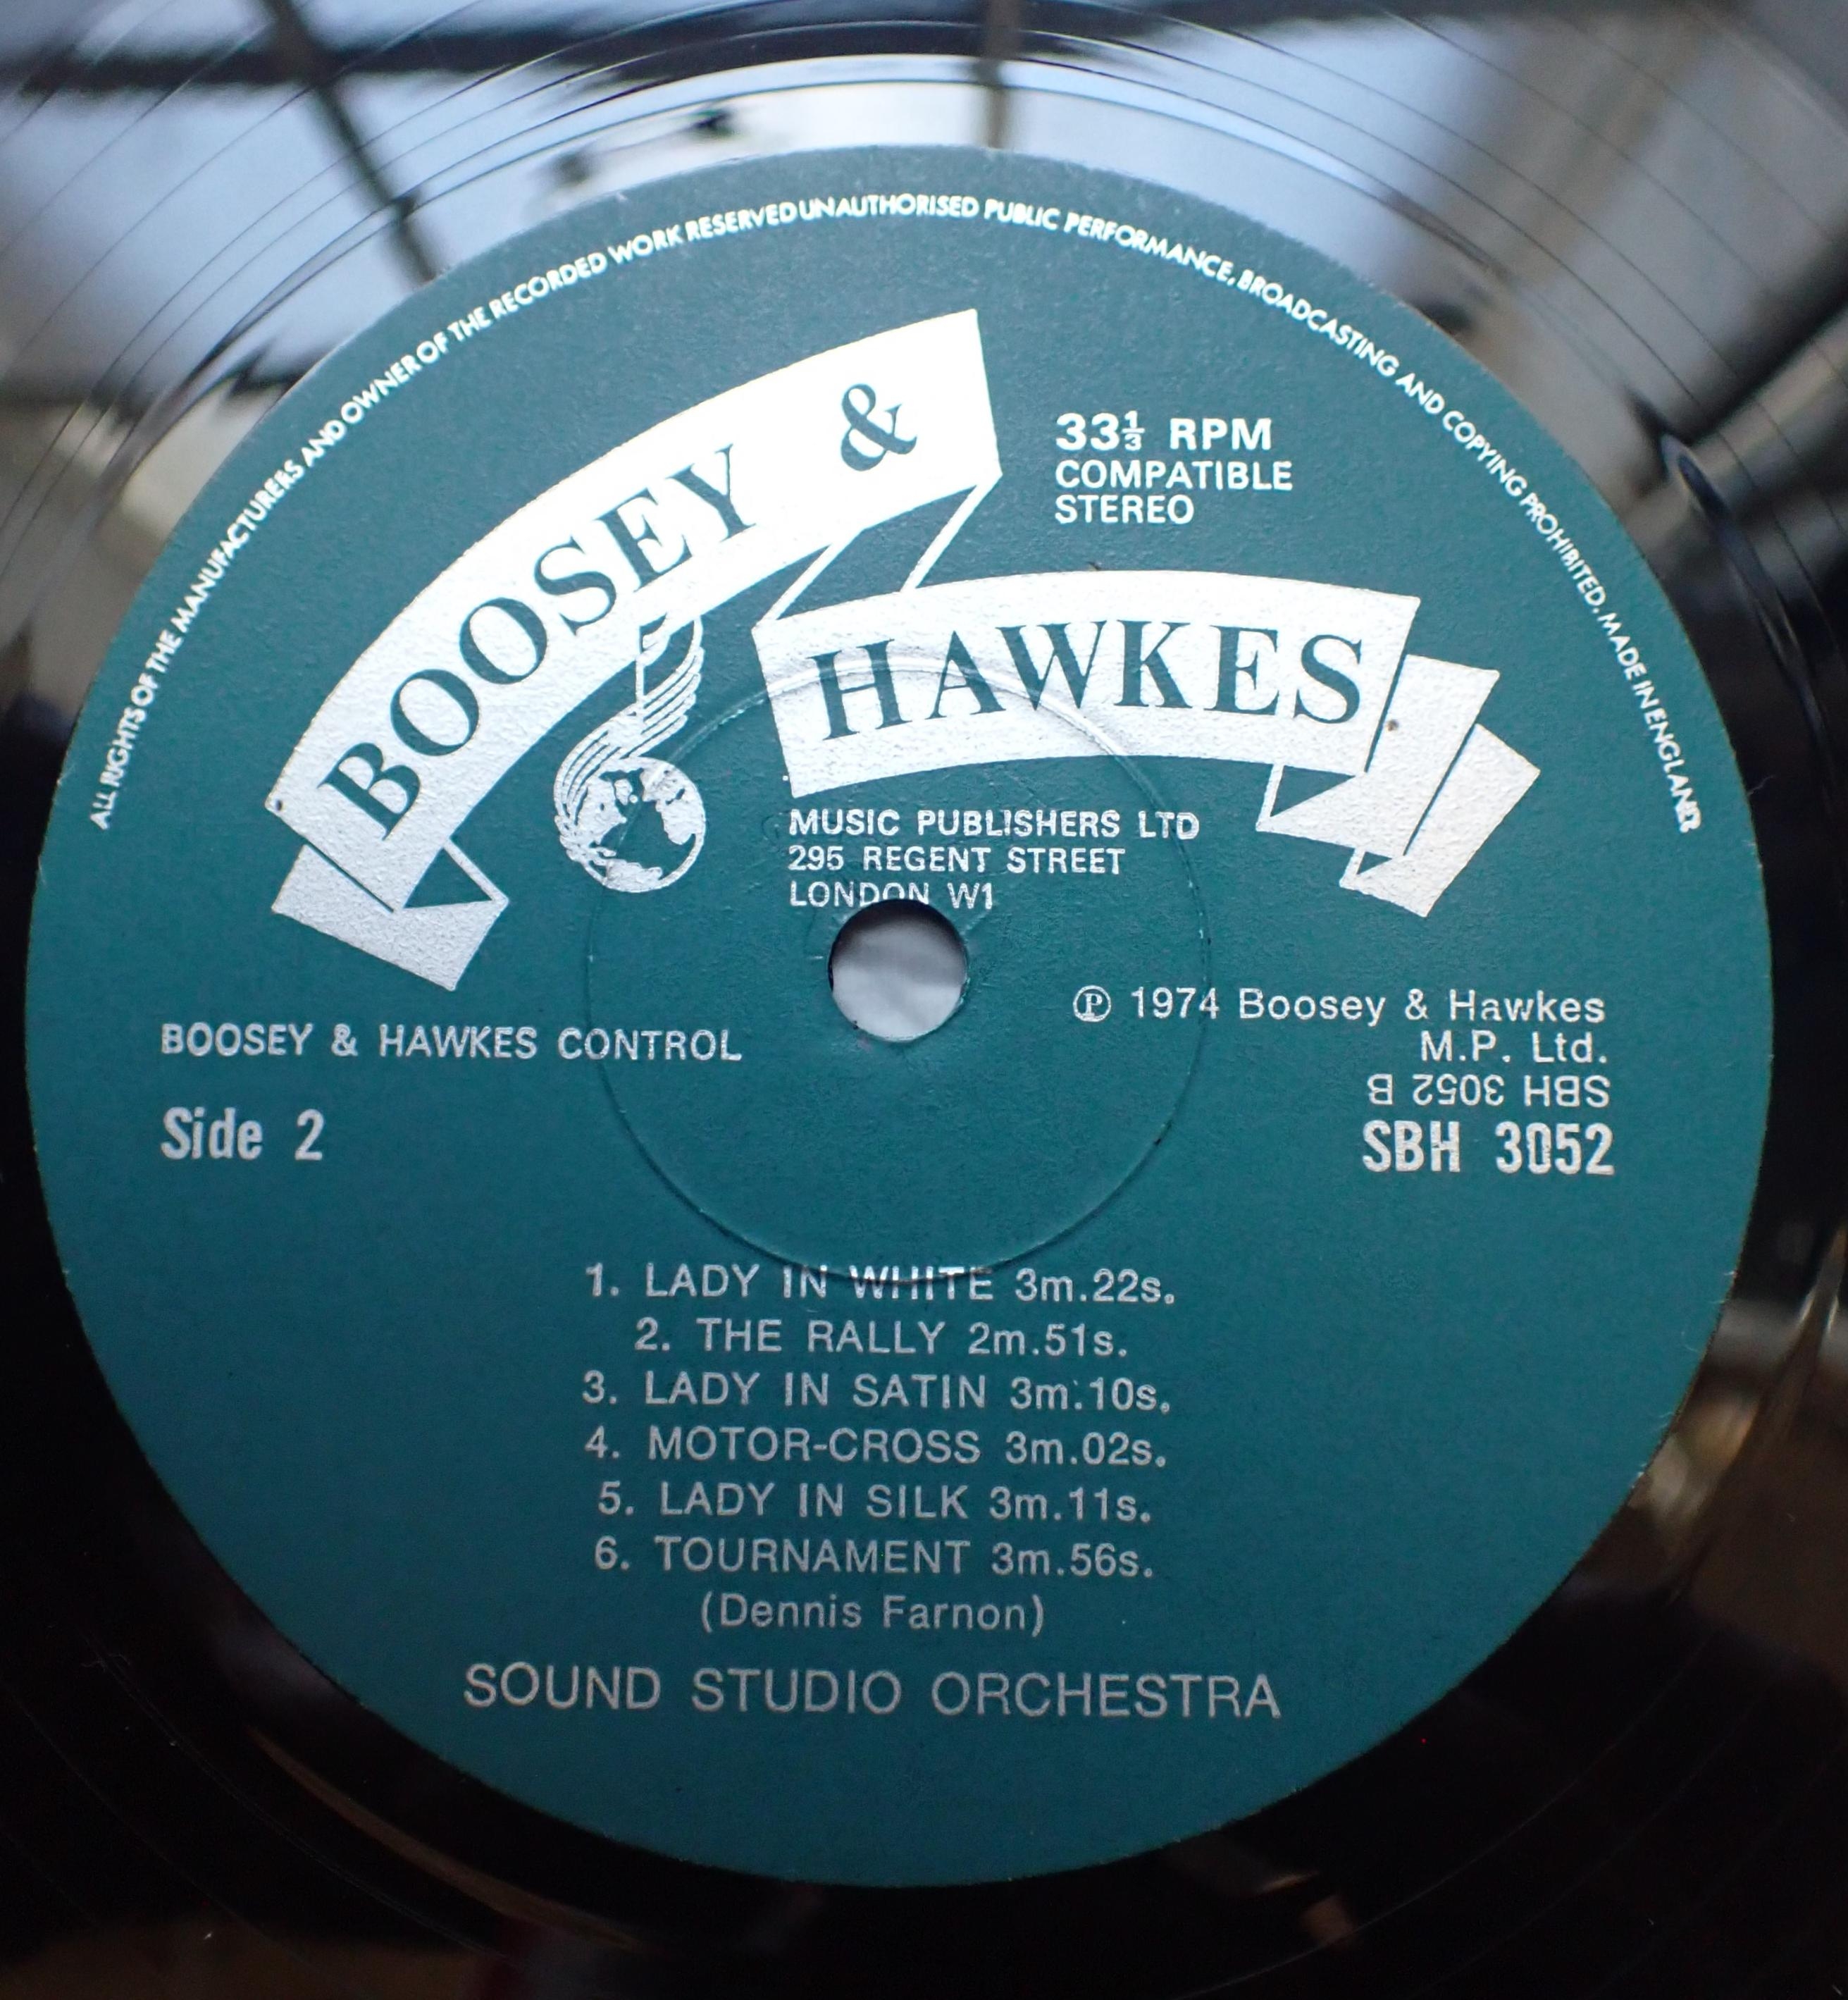 ALL RIGHTS OF THE MANUFACTURERS AND OWNER OF THE RECORDED WORK RESERVED UNAUTHORISED PUBLIC PERFORMANCE, BROADCASTING AND COPYING PROHIBITED. MADE IN ENGLAND
BOOSEY &
HAWKES
33⅓ RPM
COMPATIBLE
STEREO
MUSIC PUBLISHERS LTD
295 REGENT STREET
LONDON W1
BOOSEY & HAWKES CONTROL
Side 2
℗ 1974 Boosey & Hawkes
M.P. Ltd.
SBH 3052 B
SBH 3052
1. LADY IN WHITE 3m.22s.
2. THE RALLY 2m.51s.
3. LADY IN SATIN 3m.10s.
4. MOTOR-CROSS 3m.02s.
5. LADY IN SILK 3m.11s.
6. TOURNAMENT 3m.56s.
(Dennis Farnon)
SOUND STUDIO ORCHESTRA